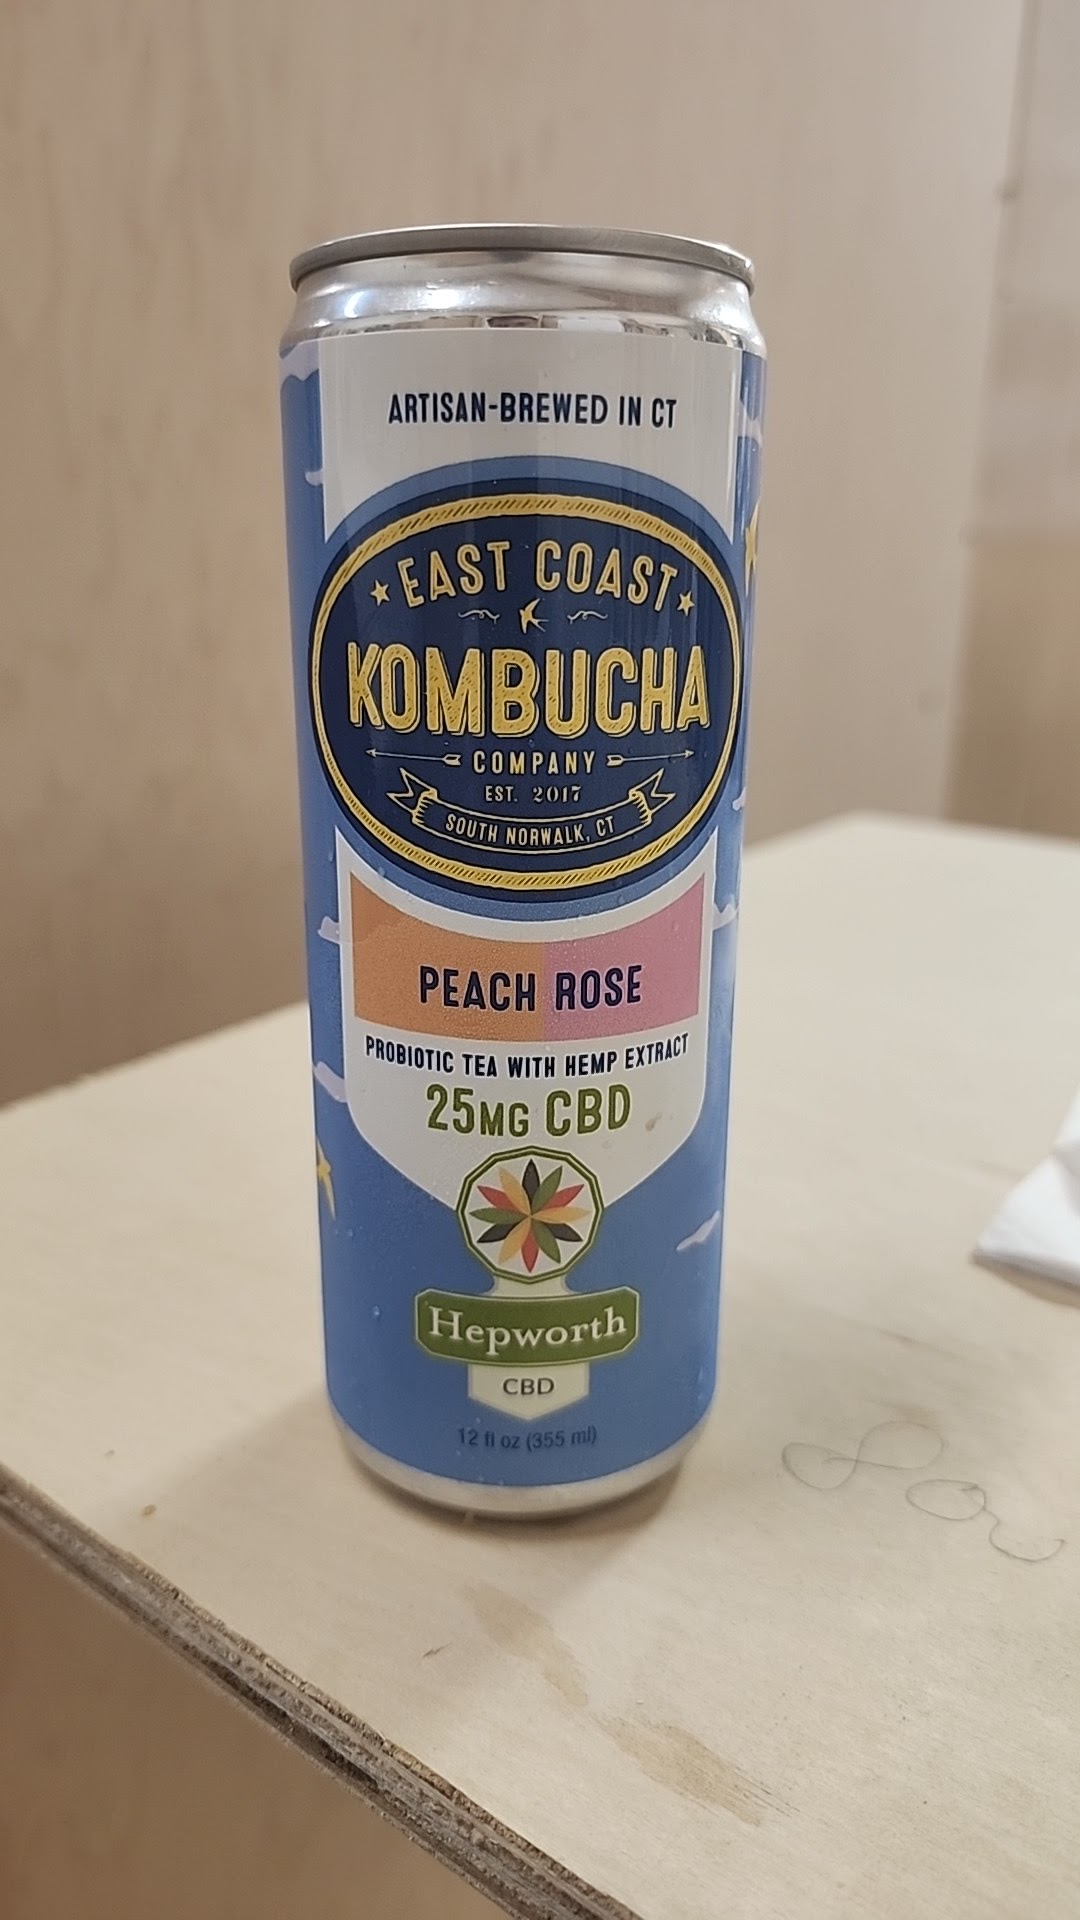 ARTISAN-BREWED IN CT
EAST COAST
KOMBUCHA
COMPANY
EST. 2017
SOUTH NORWALK, CT
PEACH ROSE
PROBIOTIC TEA WITH HEMP EXTRACT
25MG CBD
Hepworth
CBD
12 fl oz (355 ml)